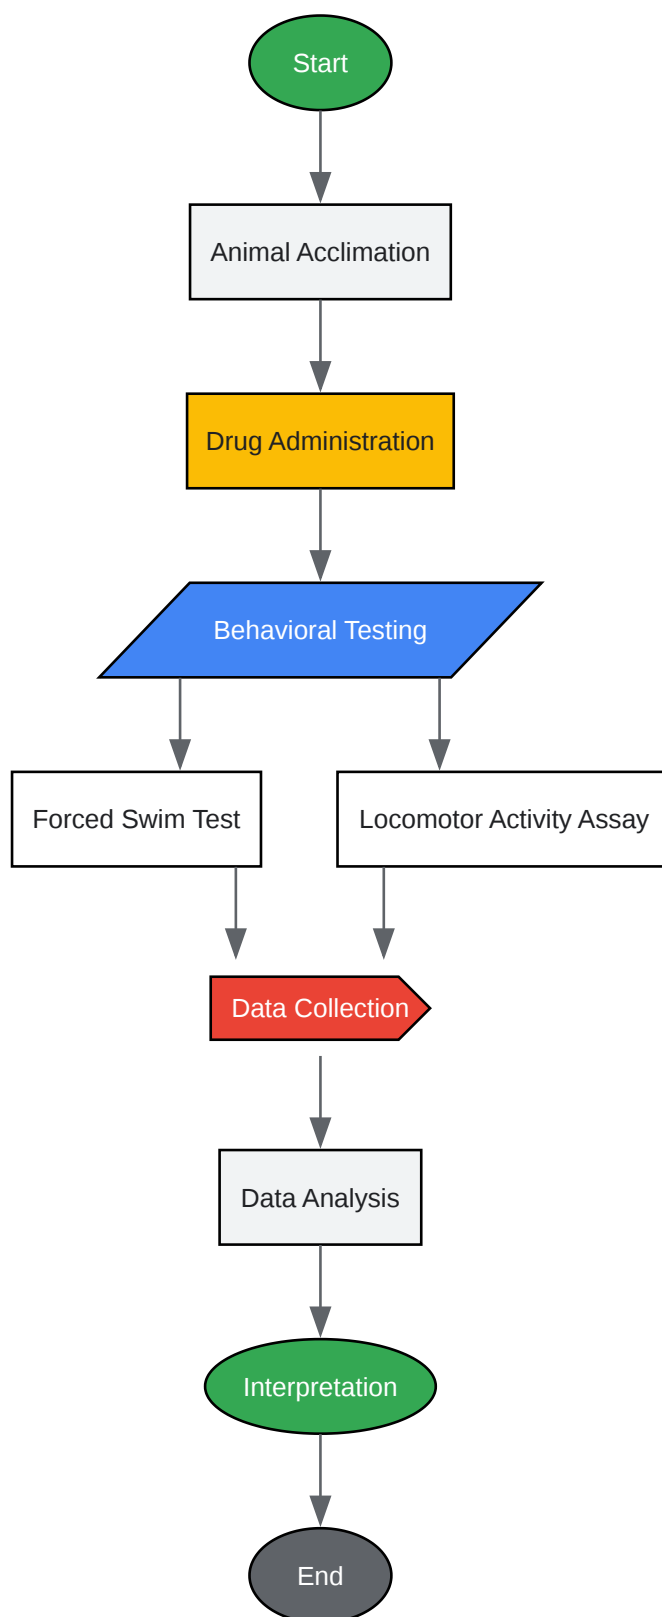 Start
Animal Acclimation
Drug Administration
Behavioral Testing
Forced Swim Test
Locomotor Activity Assay
Data Collection
Data Analysis
Interpretation
End